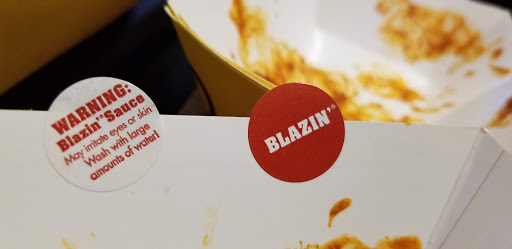 WARNING:
Blazin'® Sauce
May irritate eyes or skin
Wash with large
amounts of water!
BLAZIN'®